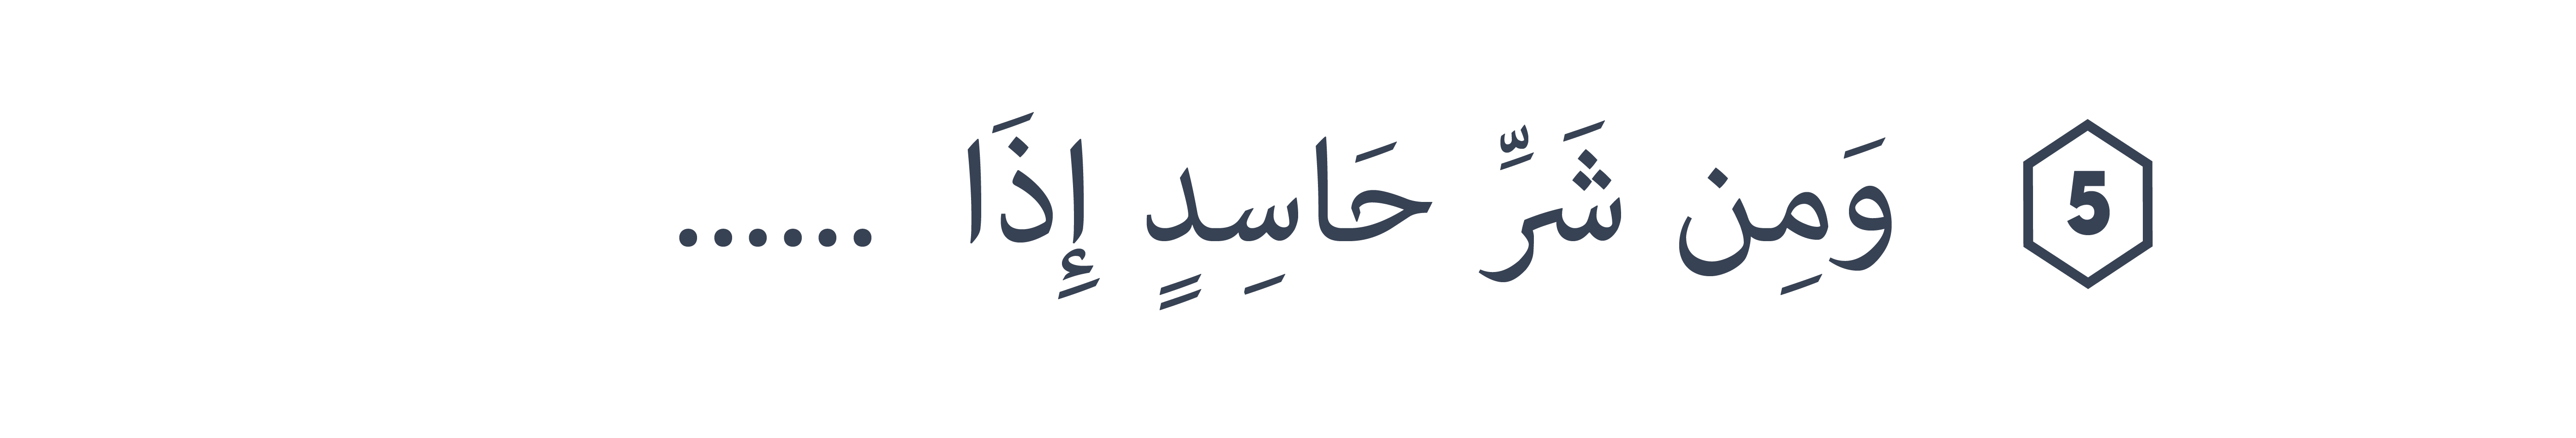 5 وَمِن شَرِّ حَاسِدٍ إِذَا ......